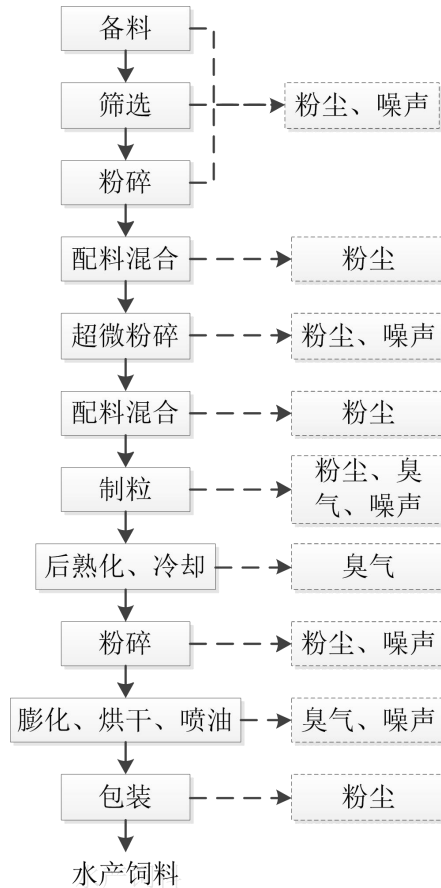 备料
筛选
粉尘、噪声
粉碎
配料混合
粉尘
超微粉碎
粉尘、噪声
配料混合
粉尘
制粒
粉尘、臭
气、噪声
后熟化、冷却
臭气
粉碎
粉尘、噪声
膨化、烘干、喷油
臭气、噪声
包装
粉尘
水产饲料